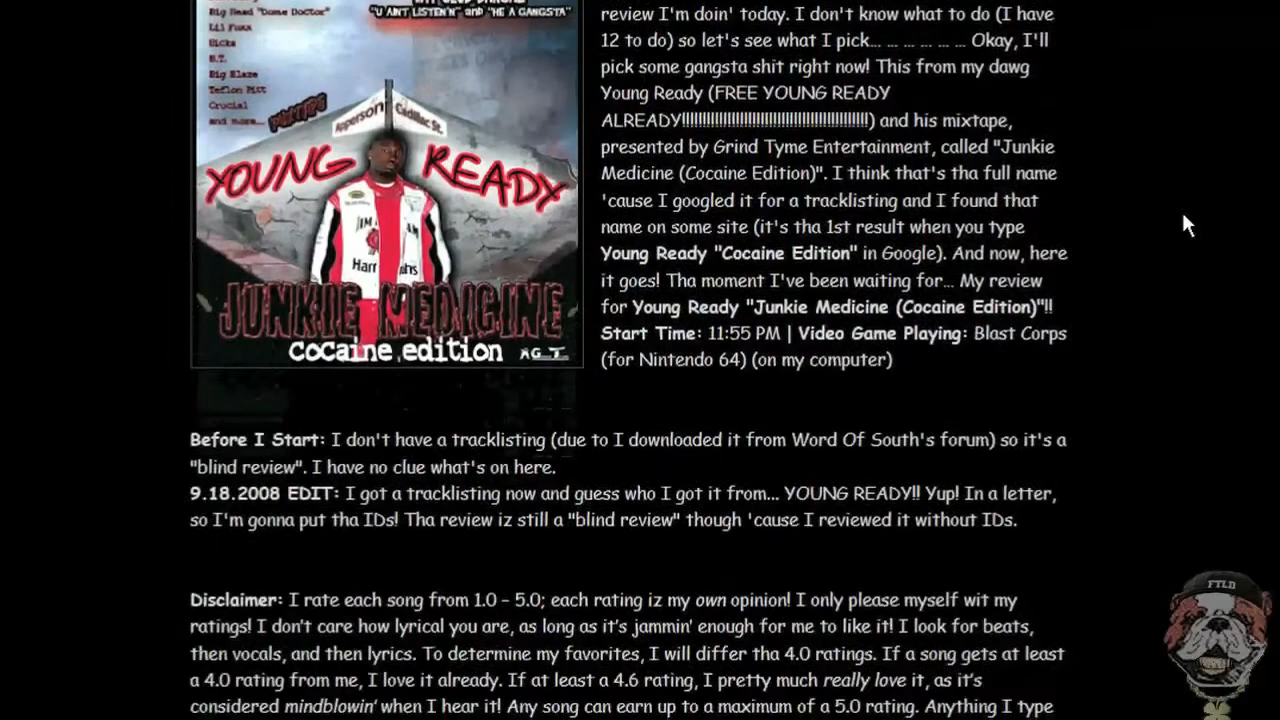 Big Head "Dome Doctor"
Lil Fuxx
Hicks
B.T.
Big Blaze
Teflon Pitt
Crucial
and more...
"U AINT LISTEN'N" and "HE A GANGSTA"
Apperson
Cadillac St.
YOUNG READY
JUNKIE MEDICINE
cocaine edition
review I'm doin' today. I don't know what to do (I have
12 to do) so let's see what I pick… … … … … … Okay, I'll
pick some gangsta shit right now! This from my dawg
Young Ready (FREE YOUNG READY
ALREADY!!!!!!!!!!!!!!!!!!!!!!!!!!!!!!!!!!!!!!!!!!!!) and his mixtape,
presented by Grind Tyme Entertainment, called "Junkie
Medicine (Cocaine Edition)". I think that's tha full name
'cause I googled it for a tracklisting and I found that
name on some site (it's tha 1st result when you type
Young Ready "Cocaine Edition" in Google). And now, here
it goes! Tha moment I've been waiting for... My review
for Young Ready "Junkie Medicine (Cocaine Edition)"!!
Start Time: 11:55 PM | Video Game Playing: Blast Corps
(for Nintendo 64) (on my computer)
Before I Start: I don't have a tracklisting (due to I downloaded it from Word Of South's forum) so it's a
"blind review". I have no clue what's on here.
9.18.2008 EDIT: I got a tracklisting now and guess who I got it from... YOUNG READY!! Yup! In a letter,
so I'm gonna put tha IDs! Tha review iz still a "blind review" though 'cause I reviewed it without IDs.
Disclaimer: I rate each song from 1.0 – 5.0; each rating iz my own opinion! I only please myself wit my
ratings! I don't care how lyrical you are, as long as it's jammin' enough for me to like it! I look for beats,
then vocals, and then lyrics. To determine my favorites, I will differ tha 4.0 ratings. If a song gets at least
a 4.0 rating from me, I love it already. If at least a 4.6 rating, I pretty much really love it, as it's
considered mindblowin' when I hear it! Any song can earn up to a maximum of a 5.0 rating. Anything I type
FTLD